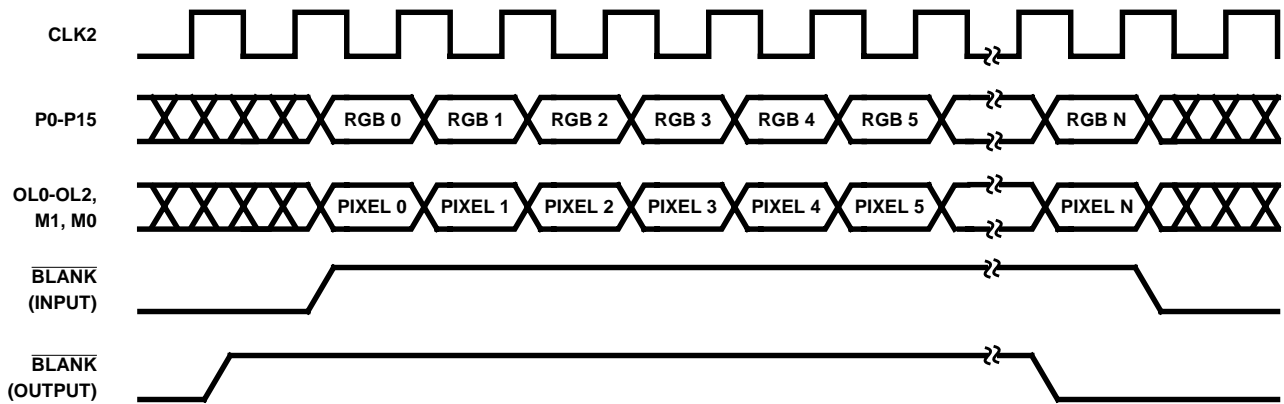 CLK2
P0-P15
RGB 0 RGB 1 RGB 2 RGB 3 RGB 4 RGB 5 RGB N
OL0-OL2,
M1, M0
PIXEL 0 PIXEL 1 PIXEL 2 PIXEL 3 PIXEL 4 PIXEL 5 PIXEL N
BLANK
(INPUT)
BLANK
(OUTPUT)